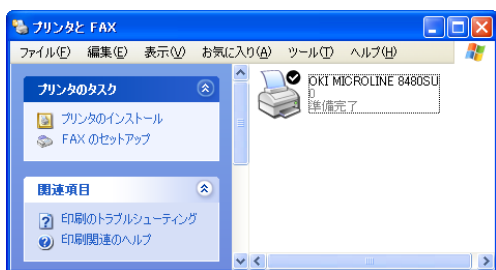 プリンタと FAX
ファイル(F) 編集(E) 表示(V) お気に入り(A) ツール(T) ヘルプ(H)
プリンタのタスク
プリンタのインストール
FAX のセットアップ
関連項目
印刷のトラブルシューティング
印刷関連のヘルプ
OKI MICROLINE 8480SU
0
準備完了